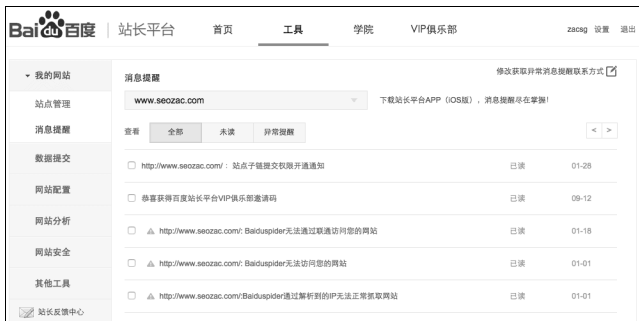 Bai du 百度 站长平台 首页 工具 学院 VIP俱乐部 zacsg 设置 退出
我的网站
站点管理
消息提醒
数据提交
网站配置
网站分析
网站安全
其他工具
站长反馈中心
消息提醒 修改获取异常消息提醒联系方式
www.seozac.com 下载站长平台APP（iOS版），消息提醒尽在掌握！
查看 全部 未读 异常提醒 < >
http://www.seozac.com/： 站点子链提交权限开通通知 已读 01-28
恭喜获得百度站长平台VIP俱乐部邀请码 已读 09-12
http://www.seozac.com/: Baiduspider无法通过联通访问您的网站 已读 01-18
http://www.seozac.com/: Baiduspider无法访问您的网站 已读 01-01
http://www.seozac.com/:Baiduspider通过解析到的IP无法正常抓取网站 已读 01-01